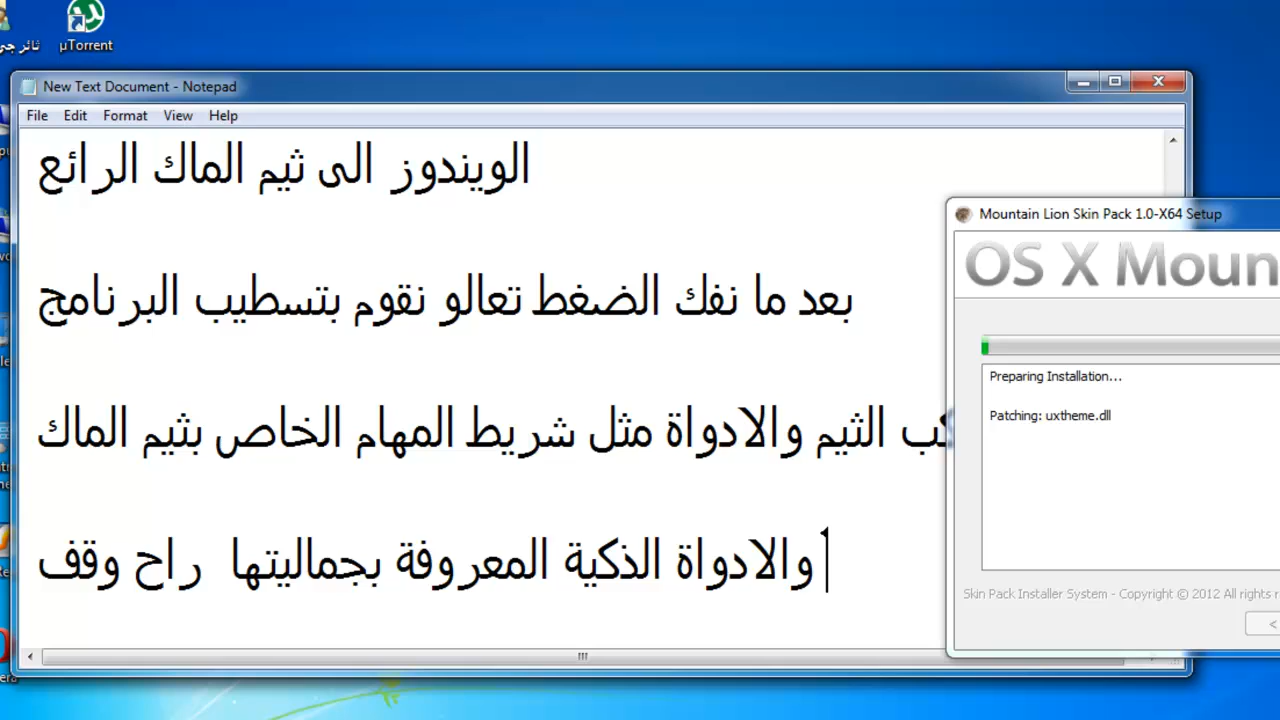 µTorrent
New Text Document - Notepad
File Edit Format View Help
الويندوز الى ثيم الماك الرائع
بعد ما نفك الضغط تعالو نقوم بتسطيب البرنامج
الثيم والادواة مثل شريط المهام الخاص بثيم الماك
والادواة الذكية المعروفة بجماليتها راح وقف
Mountain Lion Skin Pack 1.0-X64 Setup
OS X Moun
Preparing Installation...
Patching: uxtheme.dll
Skin Pack Installer System - Copyright © 2012 All rights
<